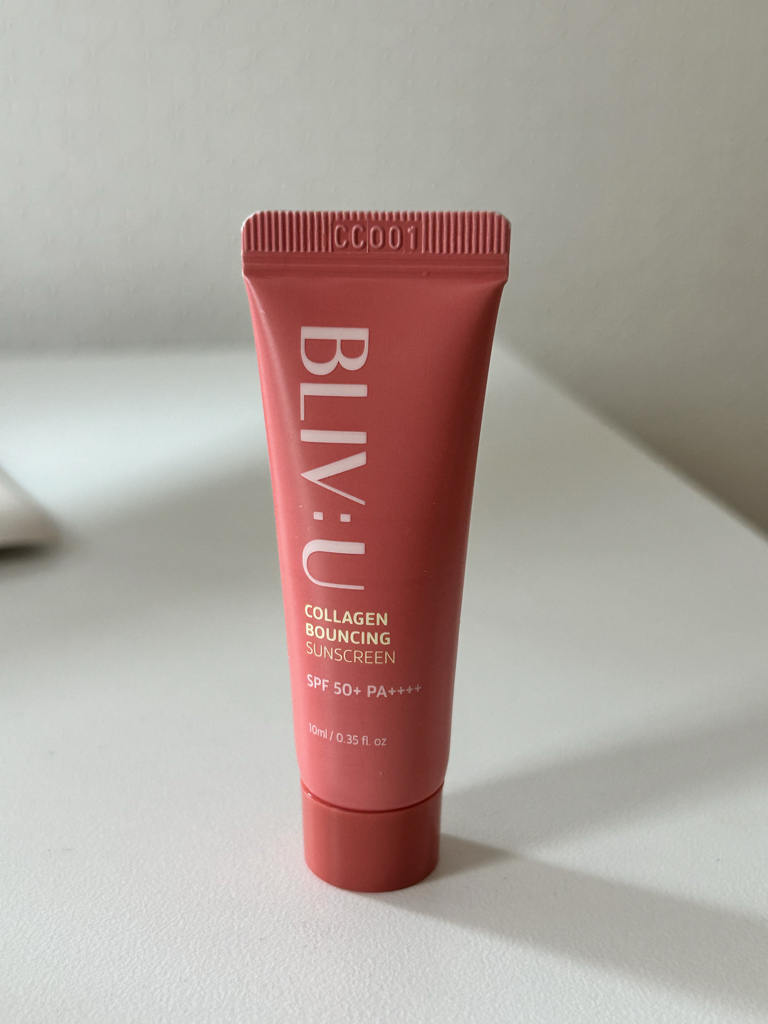 CC001
BLIV:U
COLLAGEN
BOUNCING
SUNSCREEN
SPF 50+ PA++++
10ml / 0.35 fl. oz